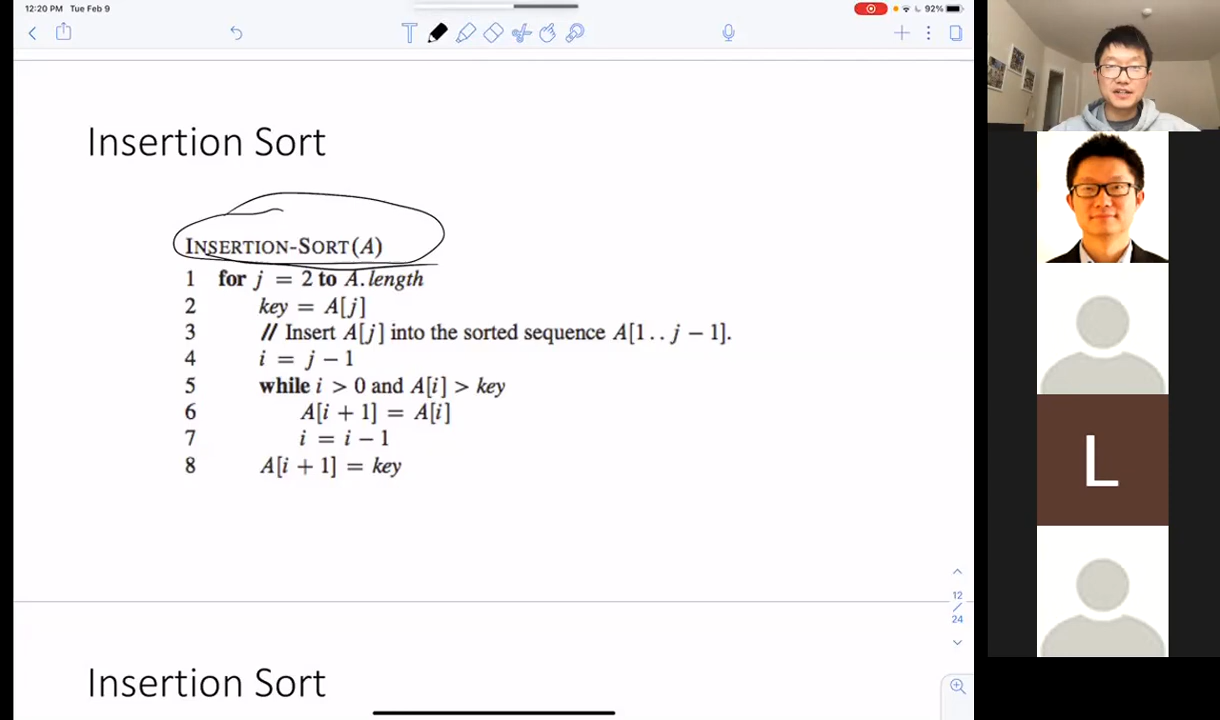 12:20 PM Tue Feb 9
92%
T
Insertion Sort
INSERTION-SORT(A)
1 for j = 2 to A.length
2 key = A[j]
3 // Insert A[j] into the sorted sequence A[1 . . j − 1].
4 i = j − 1
5 while i > 0 and A[i] > key
6 A[i + 1] = A[i]
7 i = i − 1
8 A[i + 1] = key
12
/
24
Insertion Sort
L